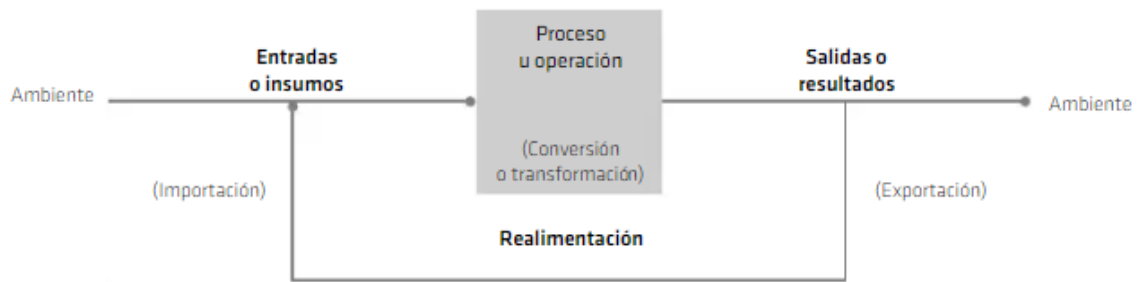 Proceso
u operación
Entradas
o insumos
Salidas o
resultados
Ambiente
Ambiente
(Conversión
o transformación)
(Importación)
(Exportación)
Realimentación